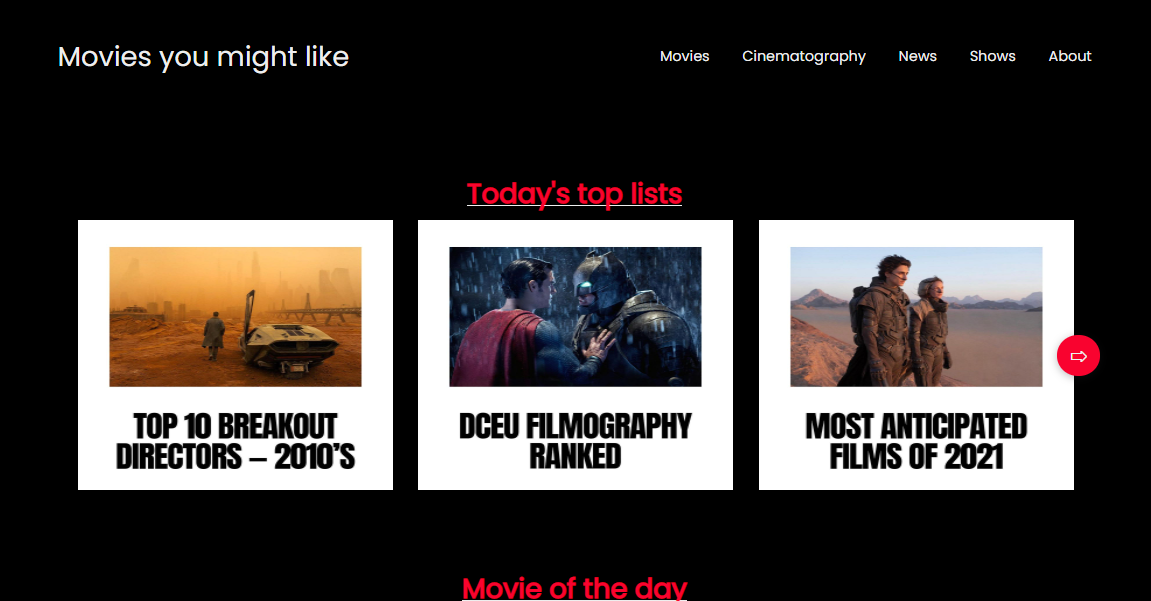 Movies you might like
Movies Cinematography News Shows About
Today's top lists
TOP 10 BREAKOUT
DIRECTORS – 2010’S
DCEU FILMOGRAPHY
RANKED
MOST ANTICIPATED
FILMS OF 2021
Movie of the day